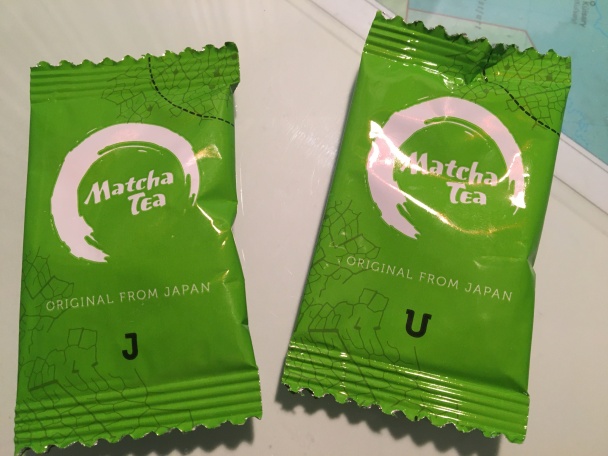 Matcha
Tea
ORIGINAL FROM JAPAN
J
Matcha
Tea
ORIGINAL FROM JAPAN
U